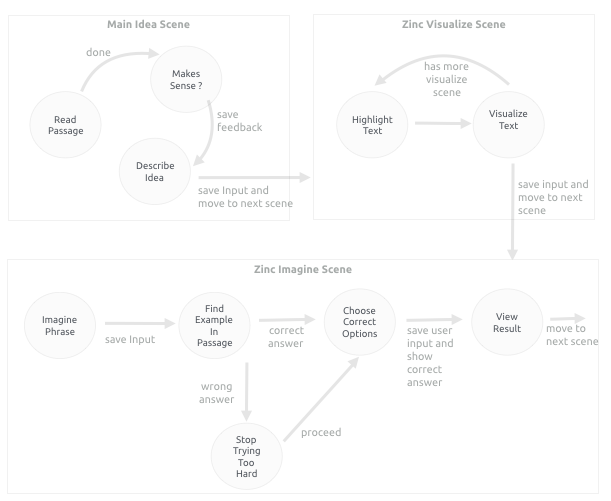 Main Idea Scene
done
Makes
Sense ?
Read
Passage
save
feedback
Describe
Idea
save Input and
move to next scene
Zinc Visualize Scene
has more
visualize
scene
Highlight
Text
Visualize
Text
save input and
move to next
scene
Zinc Imagine Scene
Imagine
Phrase
save Input
Find
Example
In
Passage
correct
answer
Choose
Correct
Options
save user
input and
show
correct
answer
View
Result
move to
next scene
wrong
answer
Stop
Trying
Too
Hard
proceed